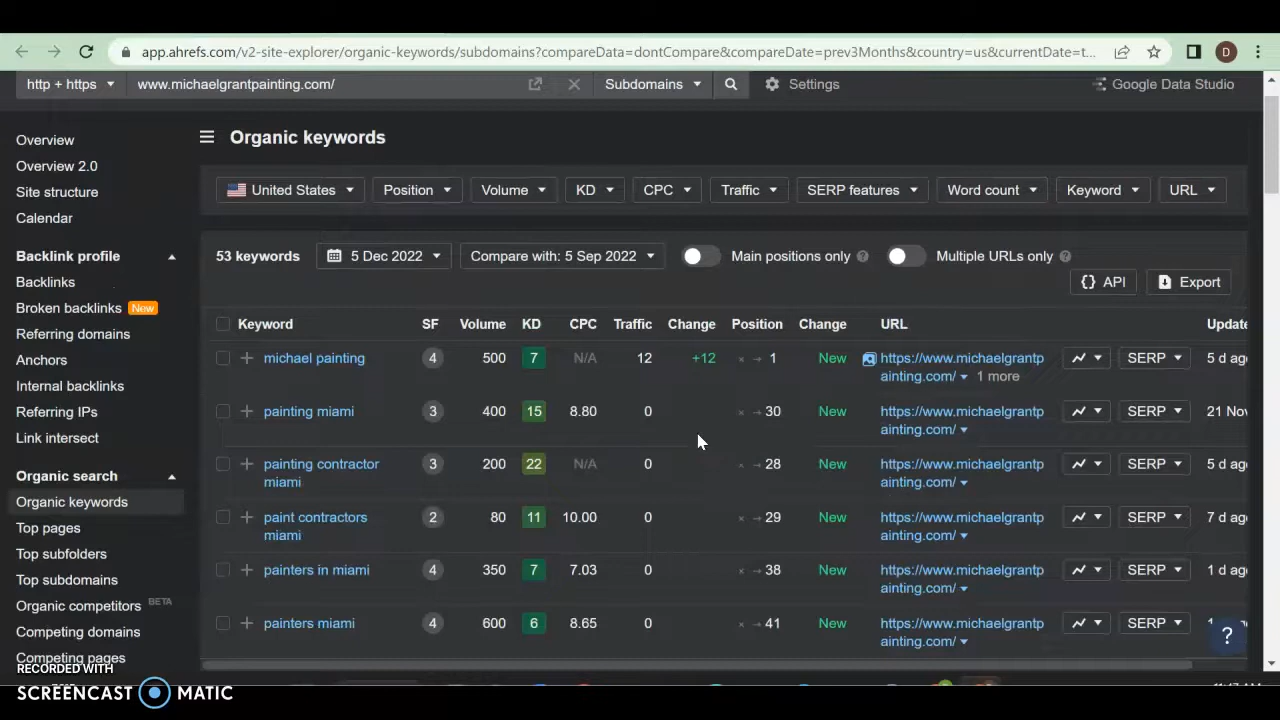 app.ahrefs.com/v2-site-explorer/organic-keywords/subdomains?compareData=dontCompare&compareDate=prev3Months&country=us&currentDate=t... D
http + https www.michaelgrantpainting.com/ Subdomains Settings Google Data Studio
Overview
Overview 2.0
Site structure
Calendar
Backlink profile
Backlinks
Broken backlinks New
Referring domains
Anchors
Internal backlinks
Referring IPs
Link intersect
Organic search
Organic keywords
Top pages
Top subfolders
Top subdomains
Organic competitors BETA
Competing domains
Competing pages
Organic keywords
United States Position Volume KD CPC Traffic SERP features Word count Keyword URL
53 keywords 5 Dec 2022 Compare with: 5 Sep 2022 Main positions only ? Multiple URLs only ?
{} API Export
Keyword SF Volume KD CPC Traffic Change Position Change URL Update
michael painting 4 500 7 N/A 12 +12 × → 1 New https://www.michaelgrantp SERP 5 d ago
ainting.com/ 1 more
painting miami 3 400 15 8.80 0 × → 30 New https://www.michaelgrantp SERP 21 Nov
ainting.com/
painting contractor 3 200 22 N/A 0 × → 28 New https://www.michaelgrantp SERP 5 d ago
miami ainting.com/
paint contractors 2 80 11 10.00 0 × → 29 New https://www.michaelgrantp SERP 7 d ago
miami ainting.com/
painters in miami 4 350 7 7.03 0 × → 38 New https://www.michaelgrantp SERP 1 d ago
ainting.com/
painters miami 4 600 6 8.65 0 × → 41 New https://www.michaelgrantp SERP
ainting.com/
?
RECORDED WITH
SCREENCAST MATIC